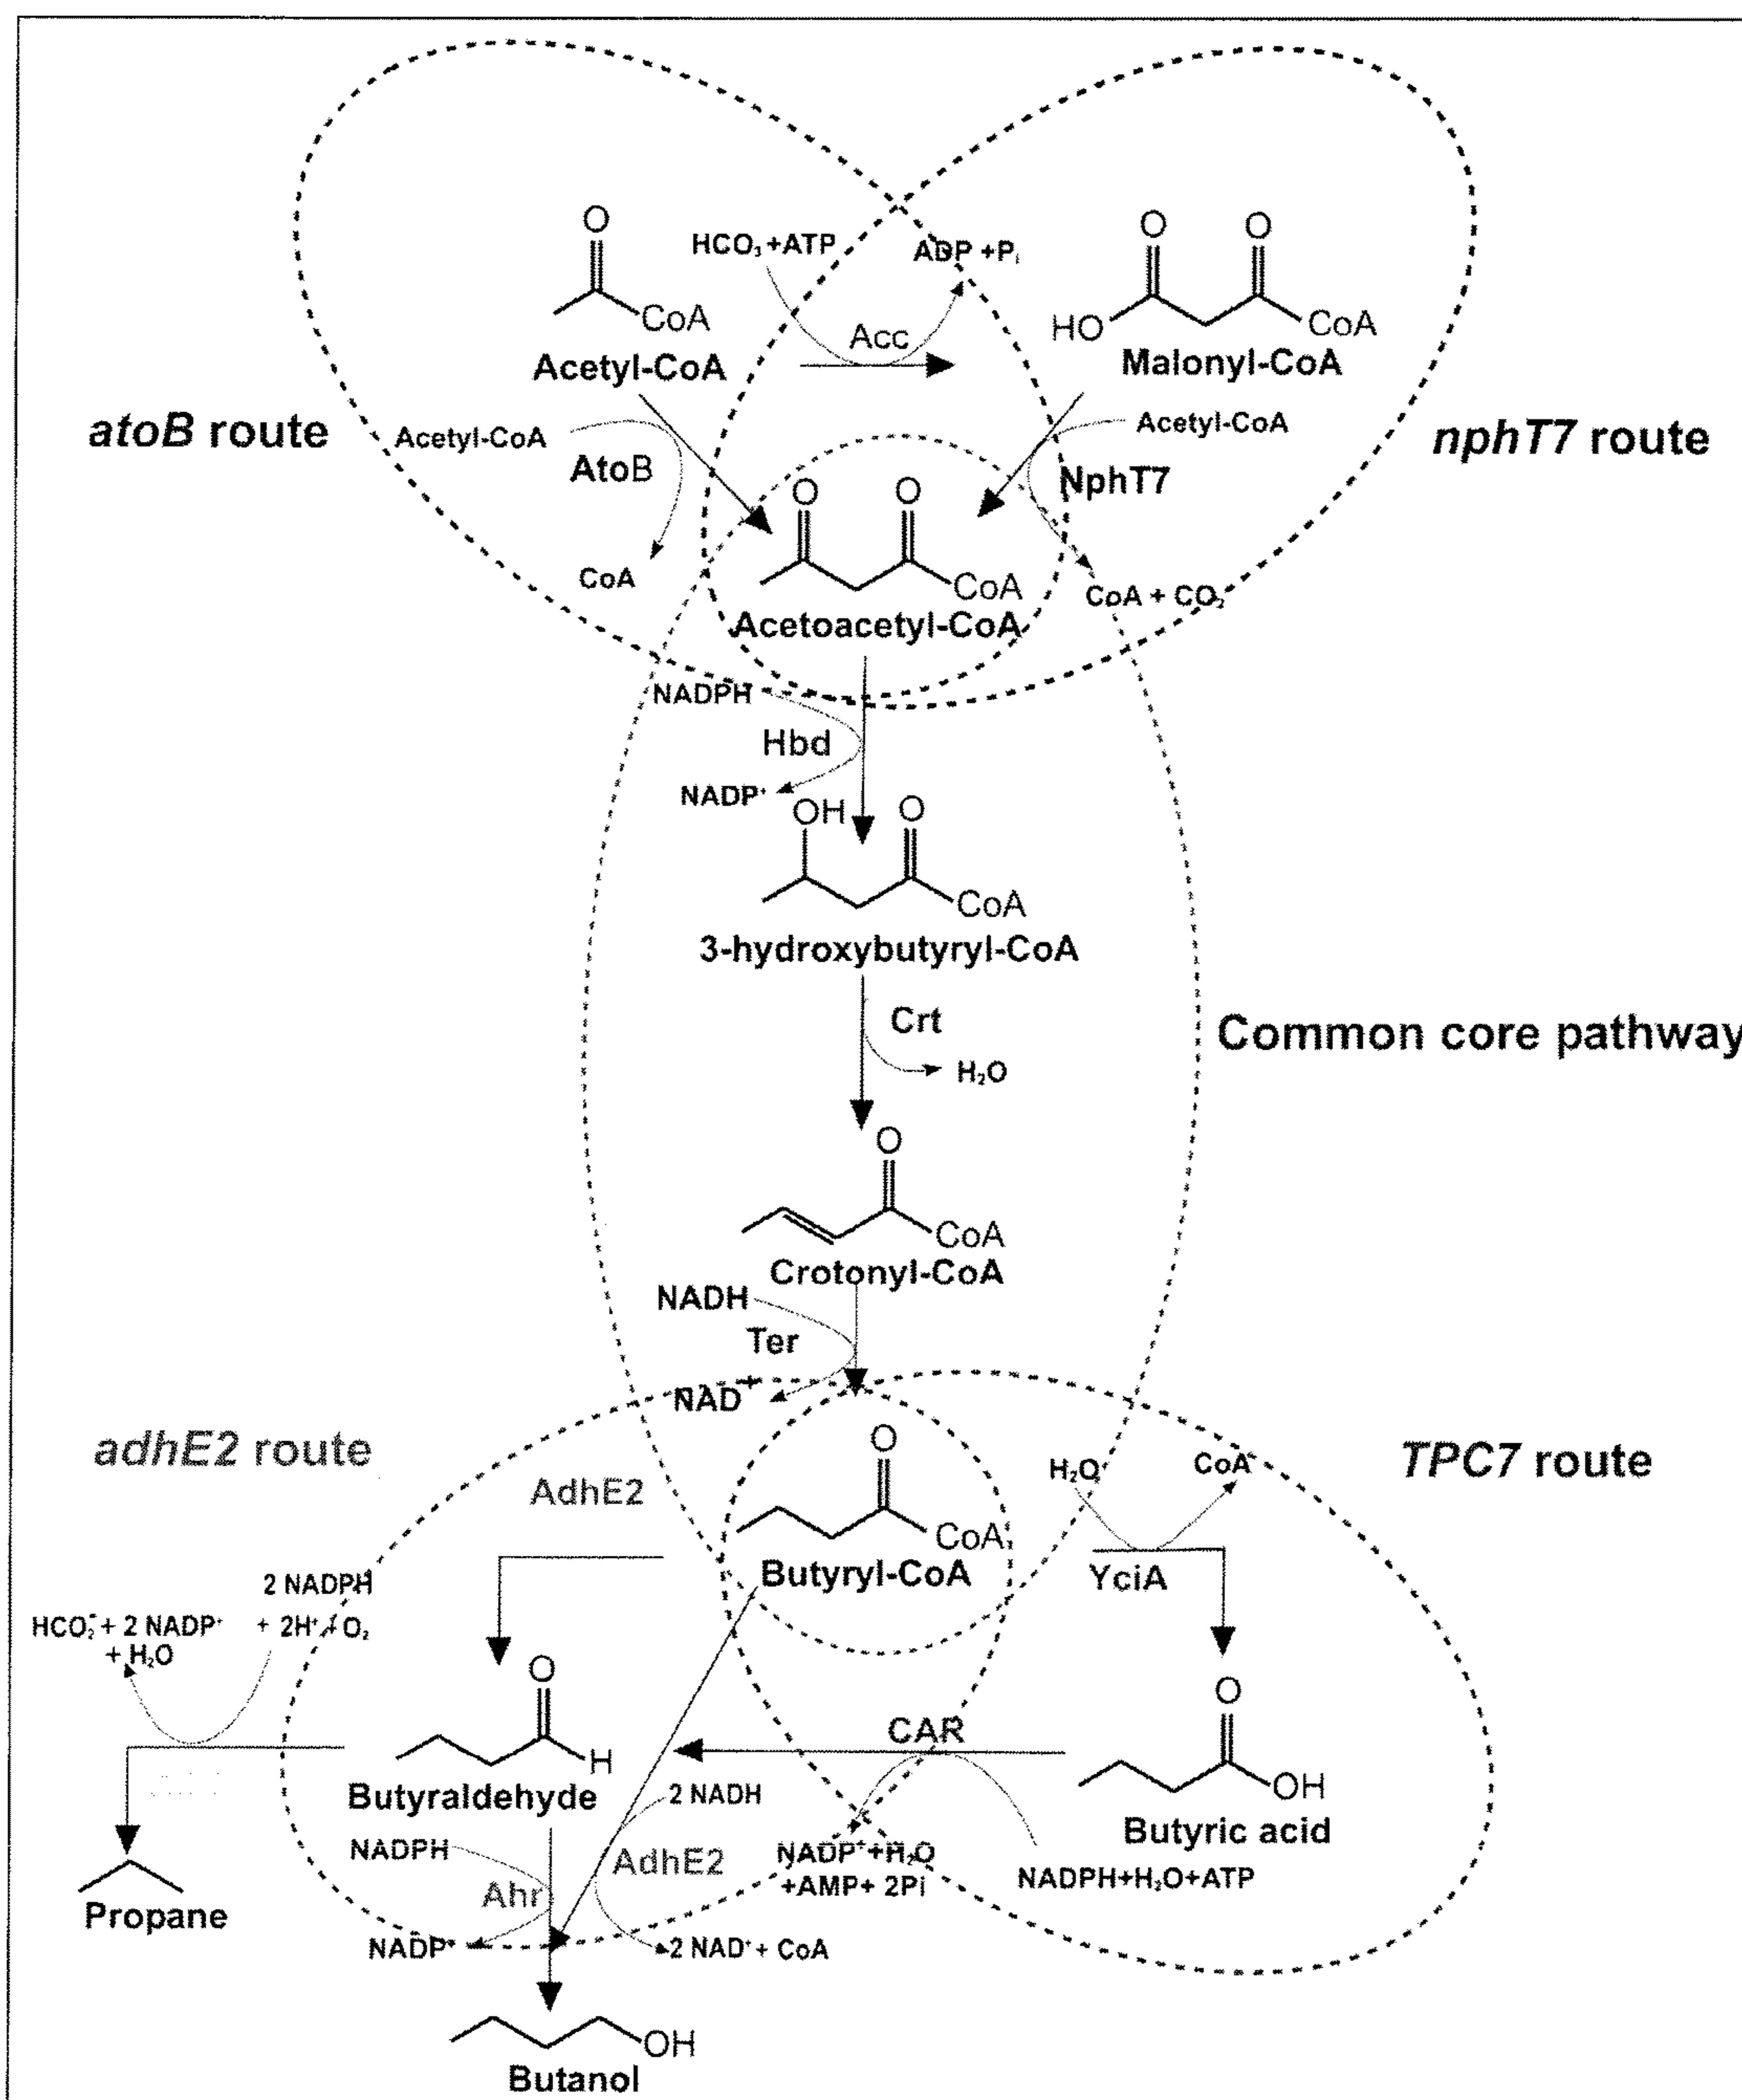 O
O
O
HCO₃+ATP
ADP +Pᵢ
CoA
Acc
HO
CoA
Acetyl-CoA
Malonyl-CoA
atoB route
Acetyl-CoA
Acetyl-CoA
nphT7 route
AtoB
NphT7
O
O
CoA
CoA
CoA + CO₂
Acetoacetyl-CoA
NADPH
Hbd
NADP⁺
OH
O
CoA
3-hydroxybutyryl-CoA
Crt
Common core pathway
H₂O
O
CoA
Crotonyl-CoA
NADH
Ter
NAD⁺
adhE2 route
O
TPC7 route
H₂O
CoA
AdhE2
CoA
Butyryl-CoA
YciA
2 NADPH
HCO₂⁻ + 2 NADP⁺
+ 2H⁺ / O₂
+ H₂O
O
O
CAR
H
OH
Butyraldehyde
2 NADH
Butyric acid
NADPH
AdhE2
NADP⁺+H₂O
+AMP+ 2Pi
NADPH+H₂O+ATP
Ahr
Propane
NADP⁺
2 NAD⁺ + CoA
OH
Butanol